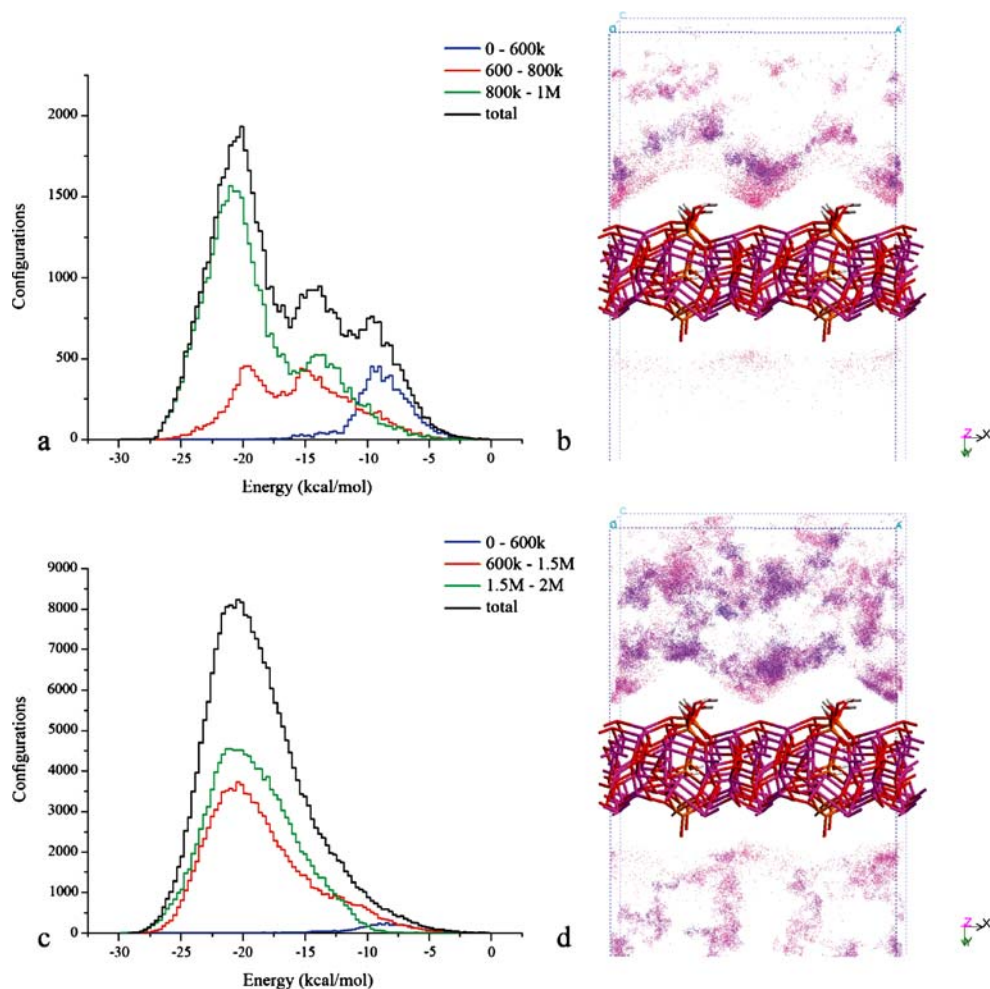 0 - 600k
600 - 800k
800k - 1M
total
2000
1500
1000
500
0
Configurations
-30 -25 -20 -15 -10 -5 0
Energy (kcal/mol)
a
C
O
A
b
Z X
Y
0 - 600k
600k - 1.5M
1.5M - 2M
total
9000
8000
7000
6000
5000
4000
3000
2000
1000
0
Configurations
-30 -25 -20 -15 -10 -5 0
Energy (kcal/mol)
c
C
O
A
d
Z X
Y